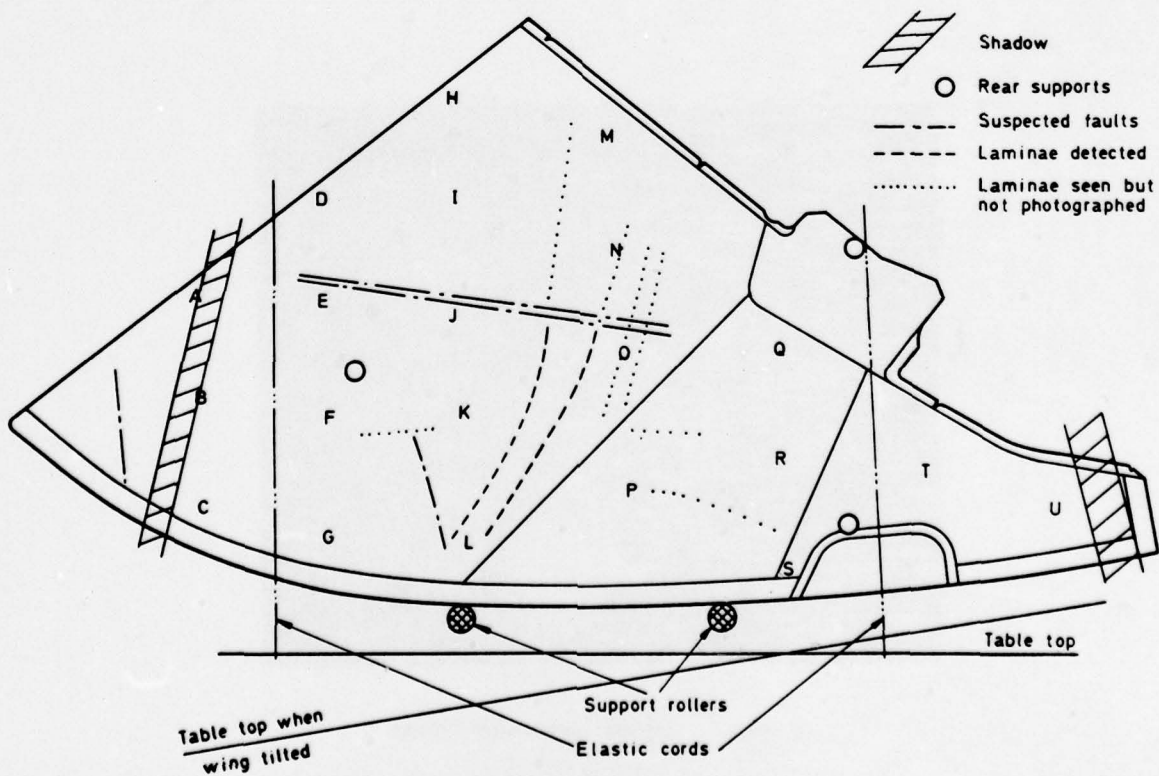 Shadow
Rear supports
Suspected faults
Laminae detected
Laminae seen but
not photographed
H
M
D
I
N
A
E
J
O
Q
B
F
K
R
T
P
C
U
G
L
S
Table top
Support rollers
Table top when
wing tilted
Elastic cords